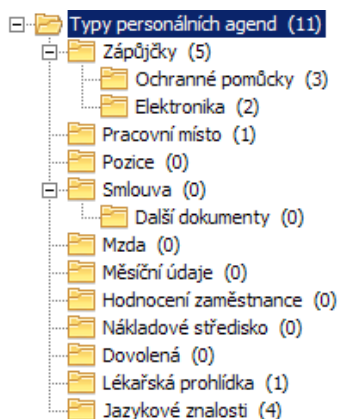 Typy personálních agend (11)
Zápůjčky (5)
Ochranné pomůcky (3)
Elektronika (2)
Pracovní místo (1)
Pozice (0)
Smlouva (0)
Další dokumenty (0)
Mzda (0)
Měsíční údaje (0)
Hodnocení zaměstnance (0)
Nákladové středisko (0)
Dovolená (0)
Lékařská prohlídka (1)
Jazykové znalosti (4)